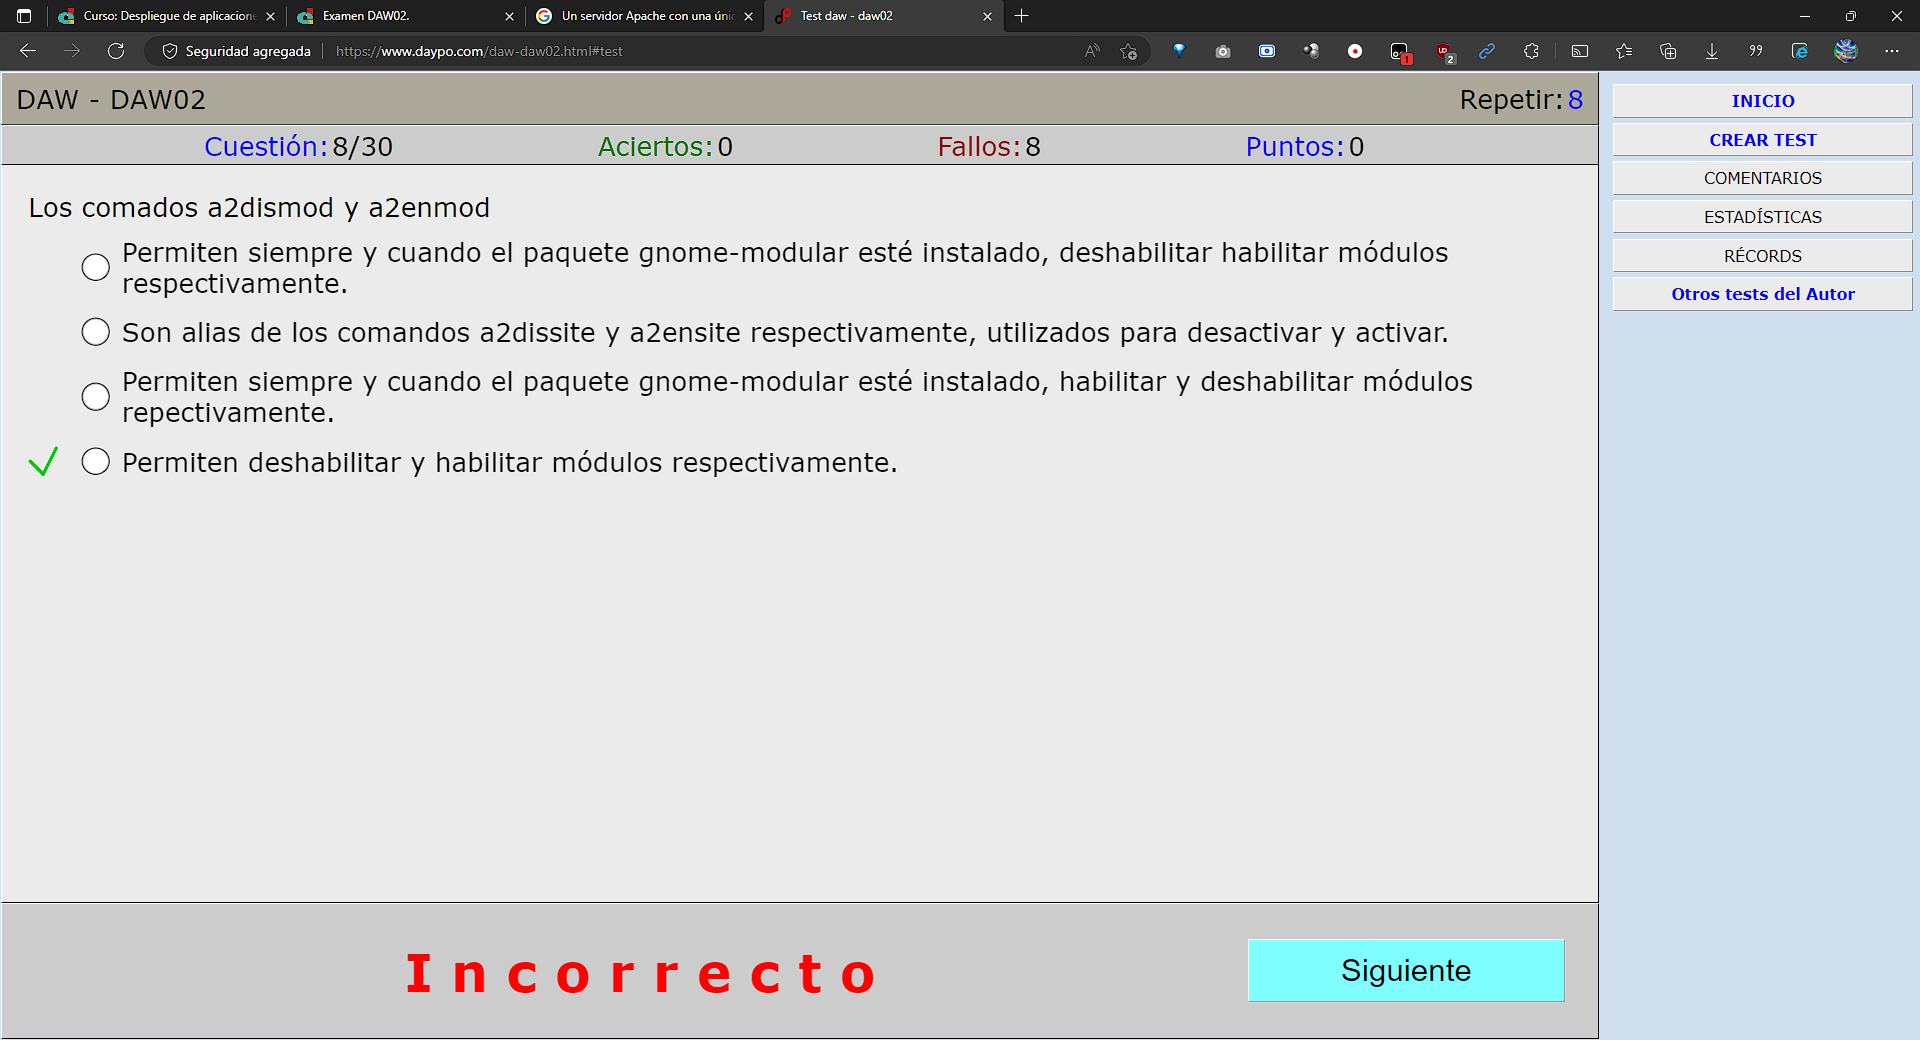 Curso: Despliegue de aplicacione
Examen DAW02.
Un servidor Apache con una únic
Test daw - daw02
Seguridad agregada
https://www.daypo.com/daw-daw02.html#test
1
2
DAW - DAW02
Repetir: 8
Cuestión: 8/30
Aciertos: 0
Fallos: 8
Puntos: 0
Los comados a2dismod y a2enmod
Permiten siempre y cuando el paquete gnome-modular esté instalado, deshabilitar habilitar módulos
respectivamente.
Son alias de los comandos a2dissite y a2ensite respectivamente, utilizados para desactivar y activar.
Permiten siempre y cuando el paquete gnome-modular esté instalado, habilitar y deshabilitar módulos
repectivamente.
Permiten deshabilitar y habilitar módulos respectivamente.
Incorrecto
Siguiente
INICIO
CREAR TEST
COMENTARIOS
ESTADÍSTICAS
RÉCORDS
Otros tests del Autor